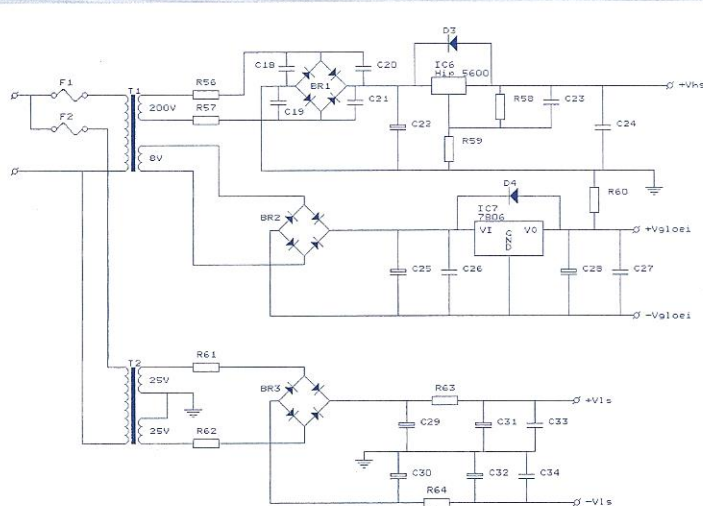 F1
F2
T1
200V
8V
R56
R57
C18
C19
BR1
C20
C21
D3
IC6
Hip 5600
C22
R58
R59
C23
C24
+Vhs
R60
BR2
D4
IC7
7806
VI
GND
VO
C25
C26
C28
C27
+Vgloei
-Vgloei
T2
25V
25V
R61
R62
BR3
R63
C29
C31
C33
+Vls
C30
C32
C34
R64
-Vls